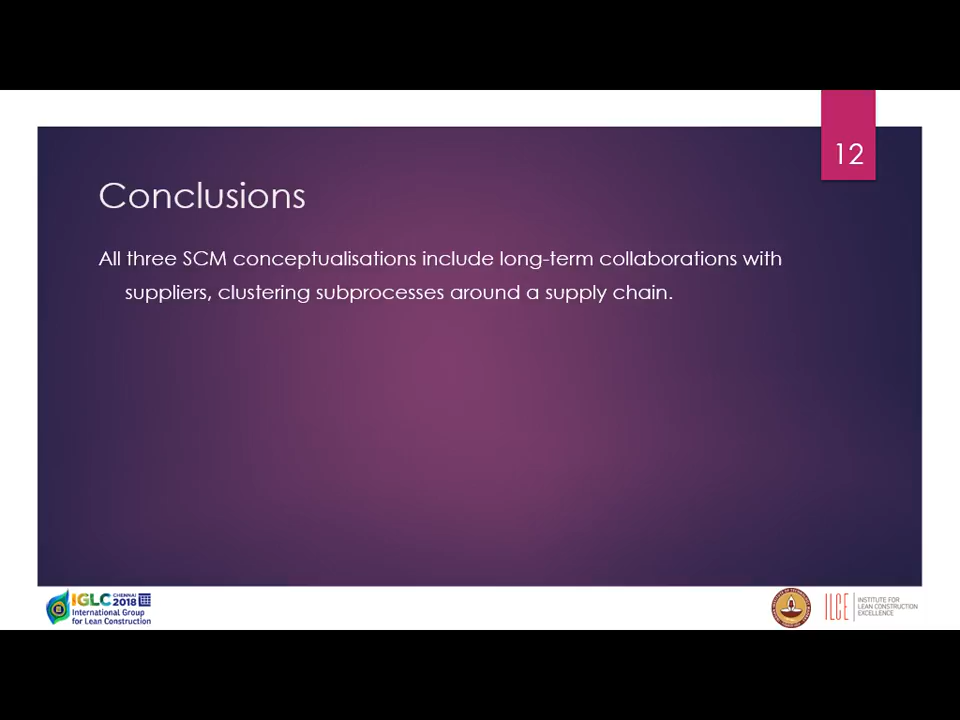 12
Conclusions
All three SCM conceptualisations include long-term collaborations with
suppliers, clustering subprocesses around a supply chain.
IGLC CHENNAI 2018
International Group
for Lean Construction
ILCE
INSTITUTE FOR
LEAN CONSTRUCTION
EXCELLENCE